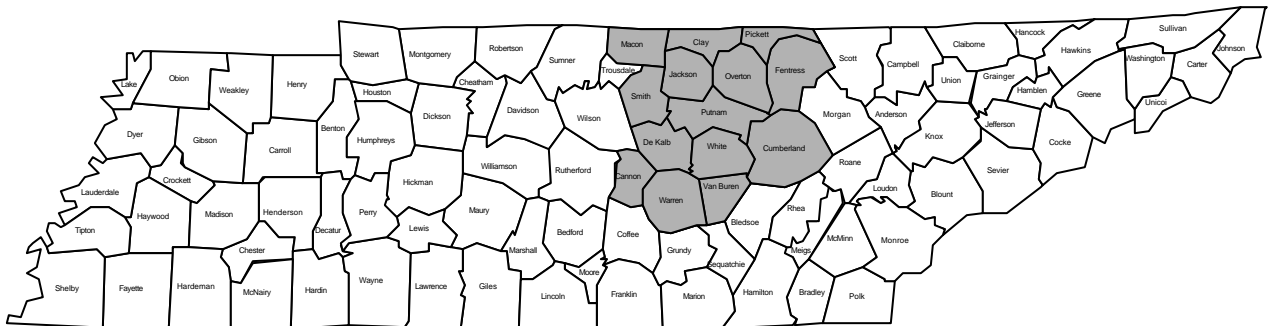 Lake
Obion
Weakley
Henry
Stewart
Montgomery
Robertson
Sumner
Macon
Clay
Pickett
Scott
Campbell
Claiborne
Hancock
Hawkins
Sullivan
Johnson
Carter
Washington
Unicoi
Greene
Hamblen
Grainger
Union
Anderson
Morgan
Fentress
Overton
Jackson
Trousdale
Smith
Putnam
Wilson
Davidson
Cheatham
Dickson
Houston
Humphreys
Benton
Carroll
Gibson
Dyer
Lauderdale
Crockett
Haywood
Madison
Henderson
Decatur
Perry
Hickman
Williamson
Rutherford
Cannon
De Kalb
White
Cumberland
Van Buren
Warren
Roane
Loudon
Knox
Jefferson
Cocke
Sevier
Blount
Monroe
McMinn
Meigs
Rhea
Bledsoe
Sequatchie
Grundy
Coffee
Bedford
Marshall
Maury
Lewis
Chester
Tipton
Shelby
Fayette
Hardeman
McNairy
Hardin
Wayne
Lawrence
Giles
Lincoln
Moore
Franklin
Marion
Hamilton
Bradley
Polk